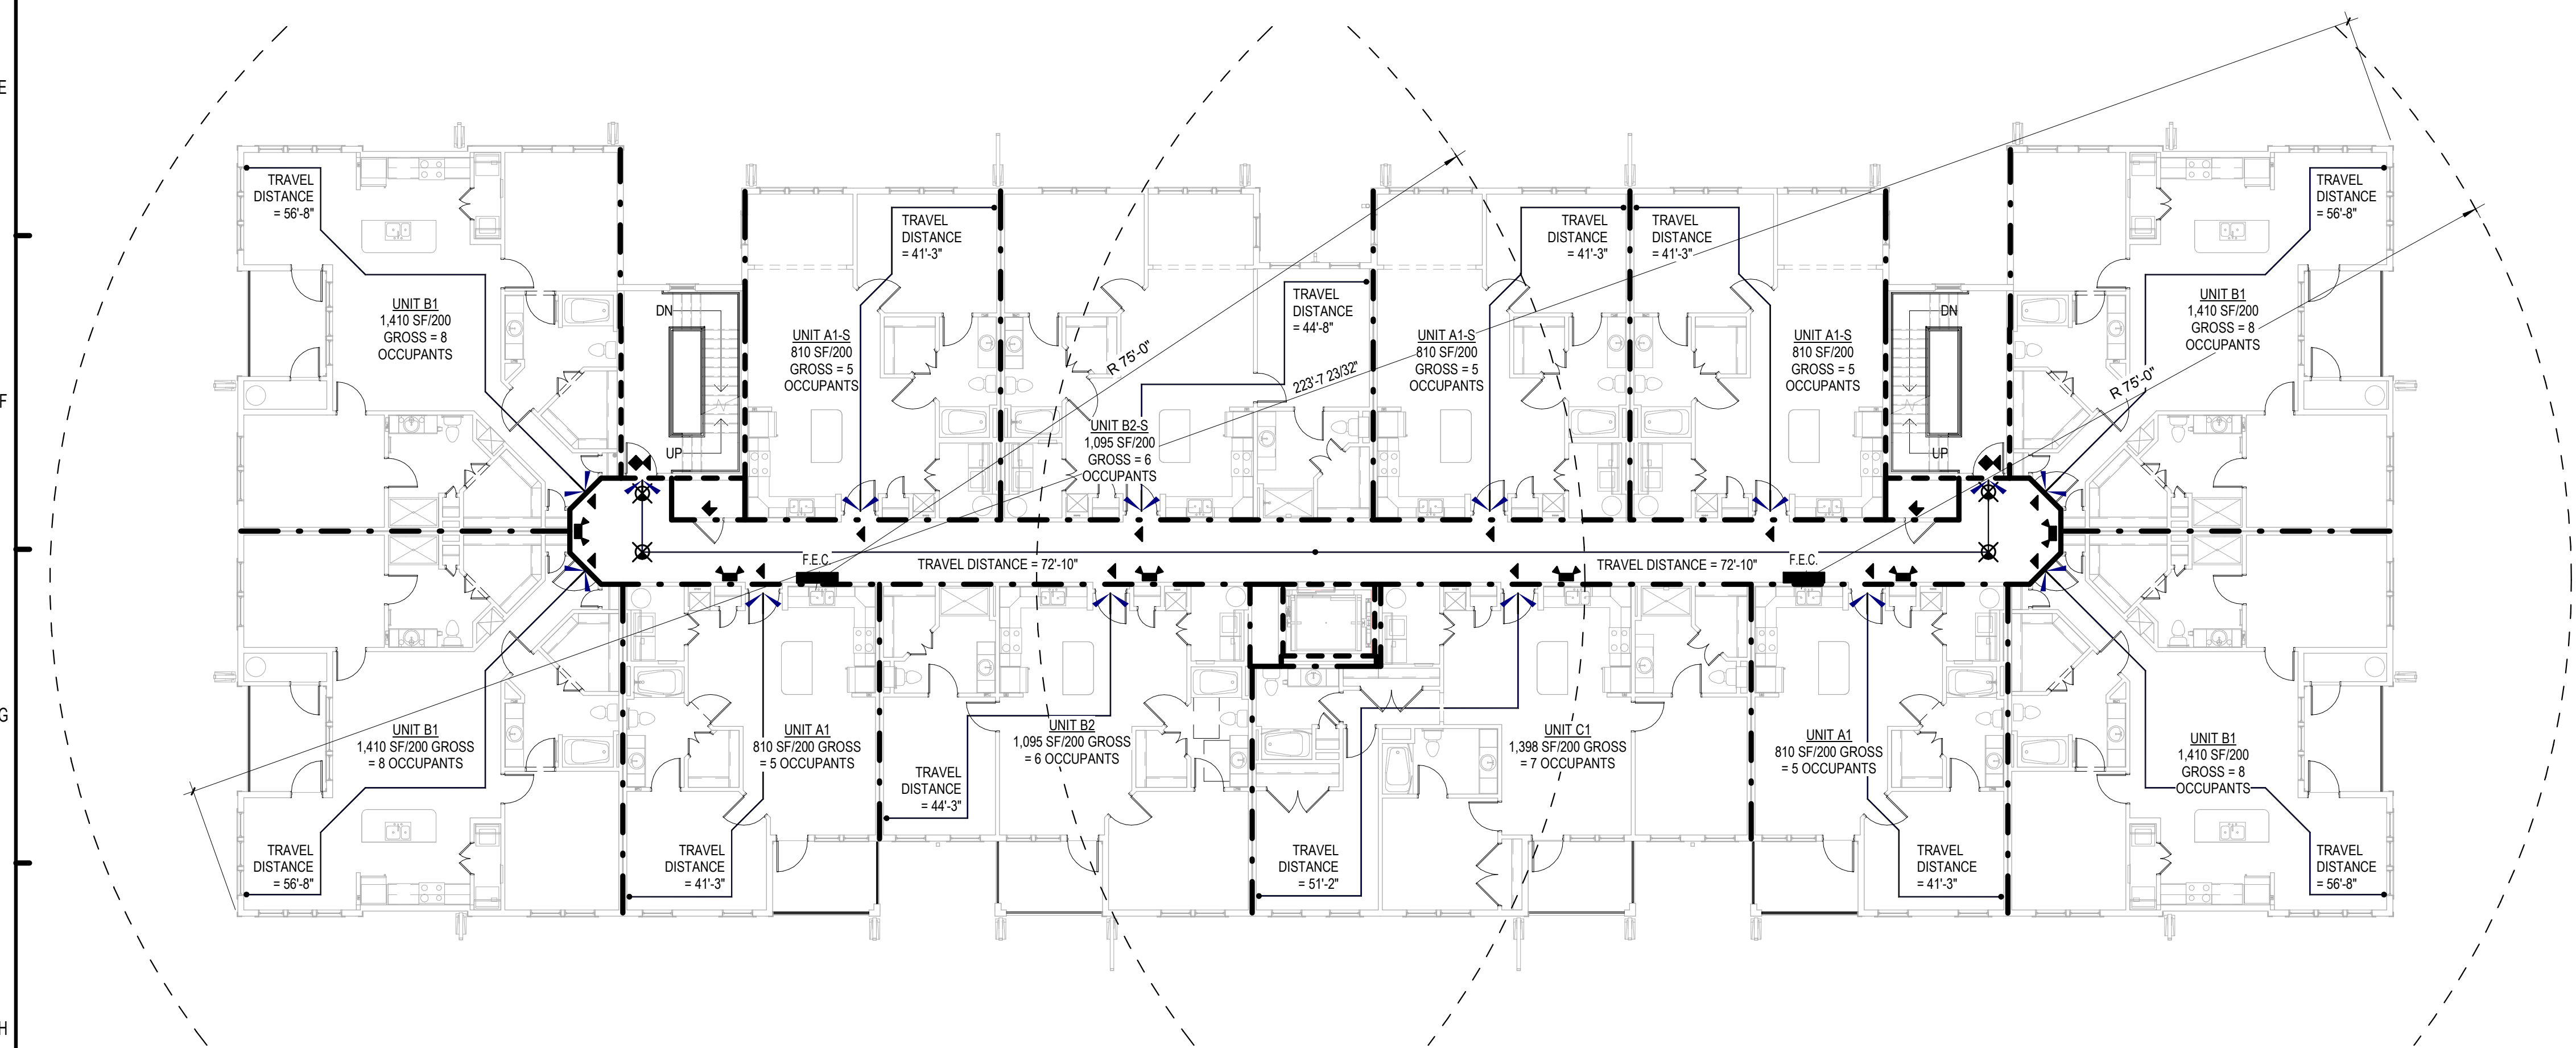 E
F
G
H
TRAVEL
DISTANCE
= 56'-8"
UNIT B1
1,410 SF/200
GROSS = 8
OCCUPANTS
DN
UP
UNIT A1-S
810 SF/200
GROSS = 5
OCCUPANTS
TRAVEL
DISTANCE
= 41'-3"
UNIT B2-S
1,095 SF/200
GROSS = 6
OCCUPANTS
R 75'-0"
TRAVEL
DISTANCE
= 44'-8"
223'-7 23/32"
UNIT A1-S
810 SF/200
GROSS = 5
OCCUPANTS
TRAVEL
DISTANCE
= 41'-3"
TRAVEL
DISTANCE
= 41'-3"
UNIT A1-S
810 SF/200
GROSS = 5
OCCUPANTS
DN
UP
UNIT B1
1,410 SF/200
GROSS = 8
OCCUPANTS
R 75'-0"
TRAVEL
DISTANCE
= 56'-8"
F.E.C.
TRAVEL DISTANCE = 72'-10"
TRAVEL DISTANCE = 72'-10"
F.E.C.
UNIT B1
1,410 SF/200 GROSS
= 8 OCCUPANTS
TRAVEL
DISTANCE
= 56'-8"
UNIT A1
810 SF/200 GROSS
= 5 OCCUPANTS
TRAVEL
DISTANCE
= 41'-3"
UNIT B2
1,095 SF/200 GROSS
= 6 OCCUPANTS
TRAVEL
DISTANCE
= 44'-3"
UNIT C1
1,398 SF/200 GROSS
= 7 OCCUPANTS
TRAVEL
DISTANCE
= 51'-2"
UNIT A1
810 SF/200 GROSS
= 5 OCCUPANTS
TRAVEL
DISTANCE
= 41'-3"
UNIT B1
1,410 SF/200
GROSS = 8
OCCUPANTS
TRAVEL
DISTANCE
= 56'-8"